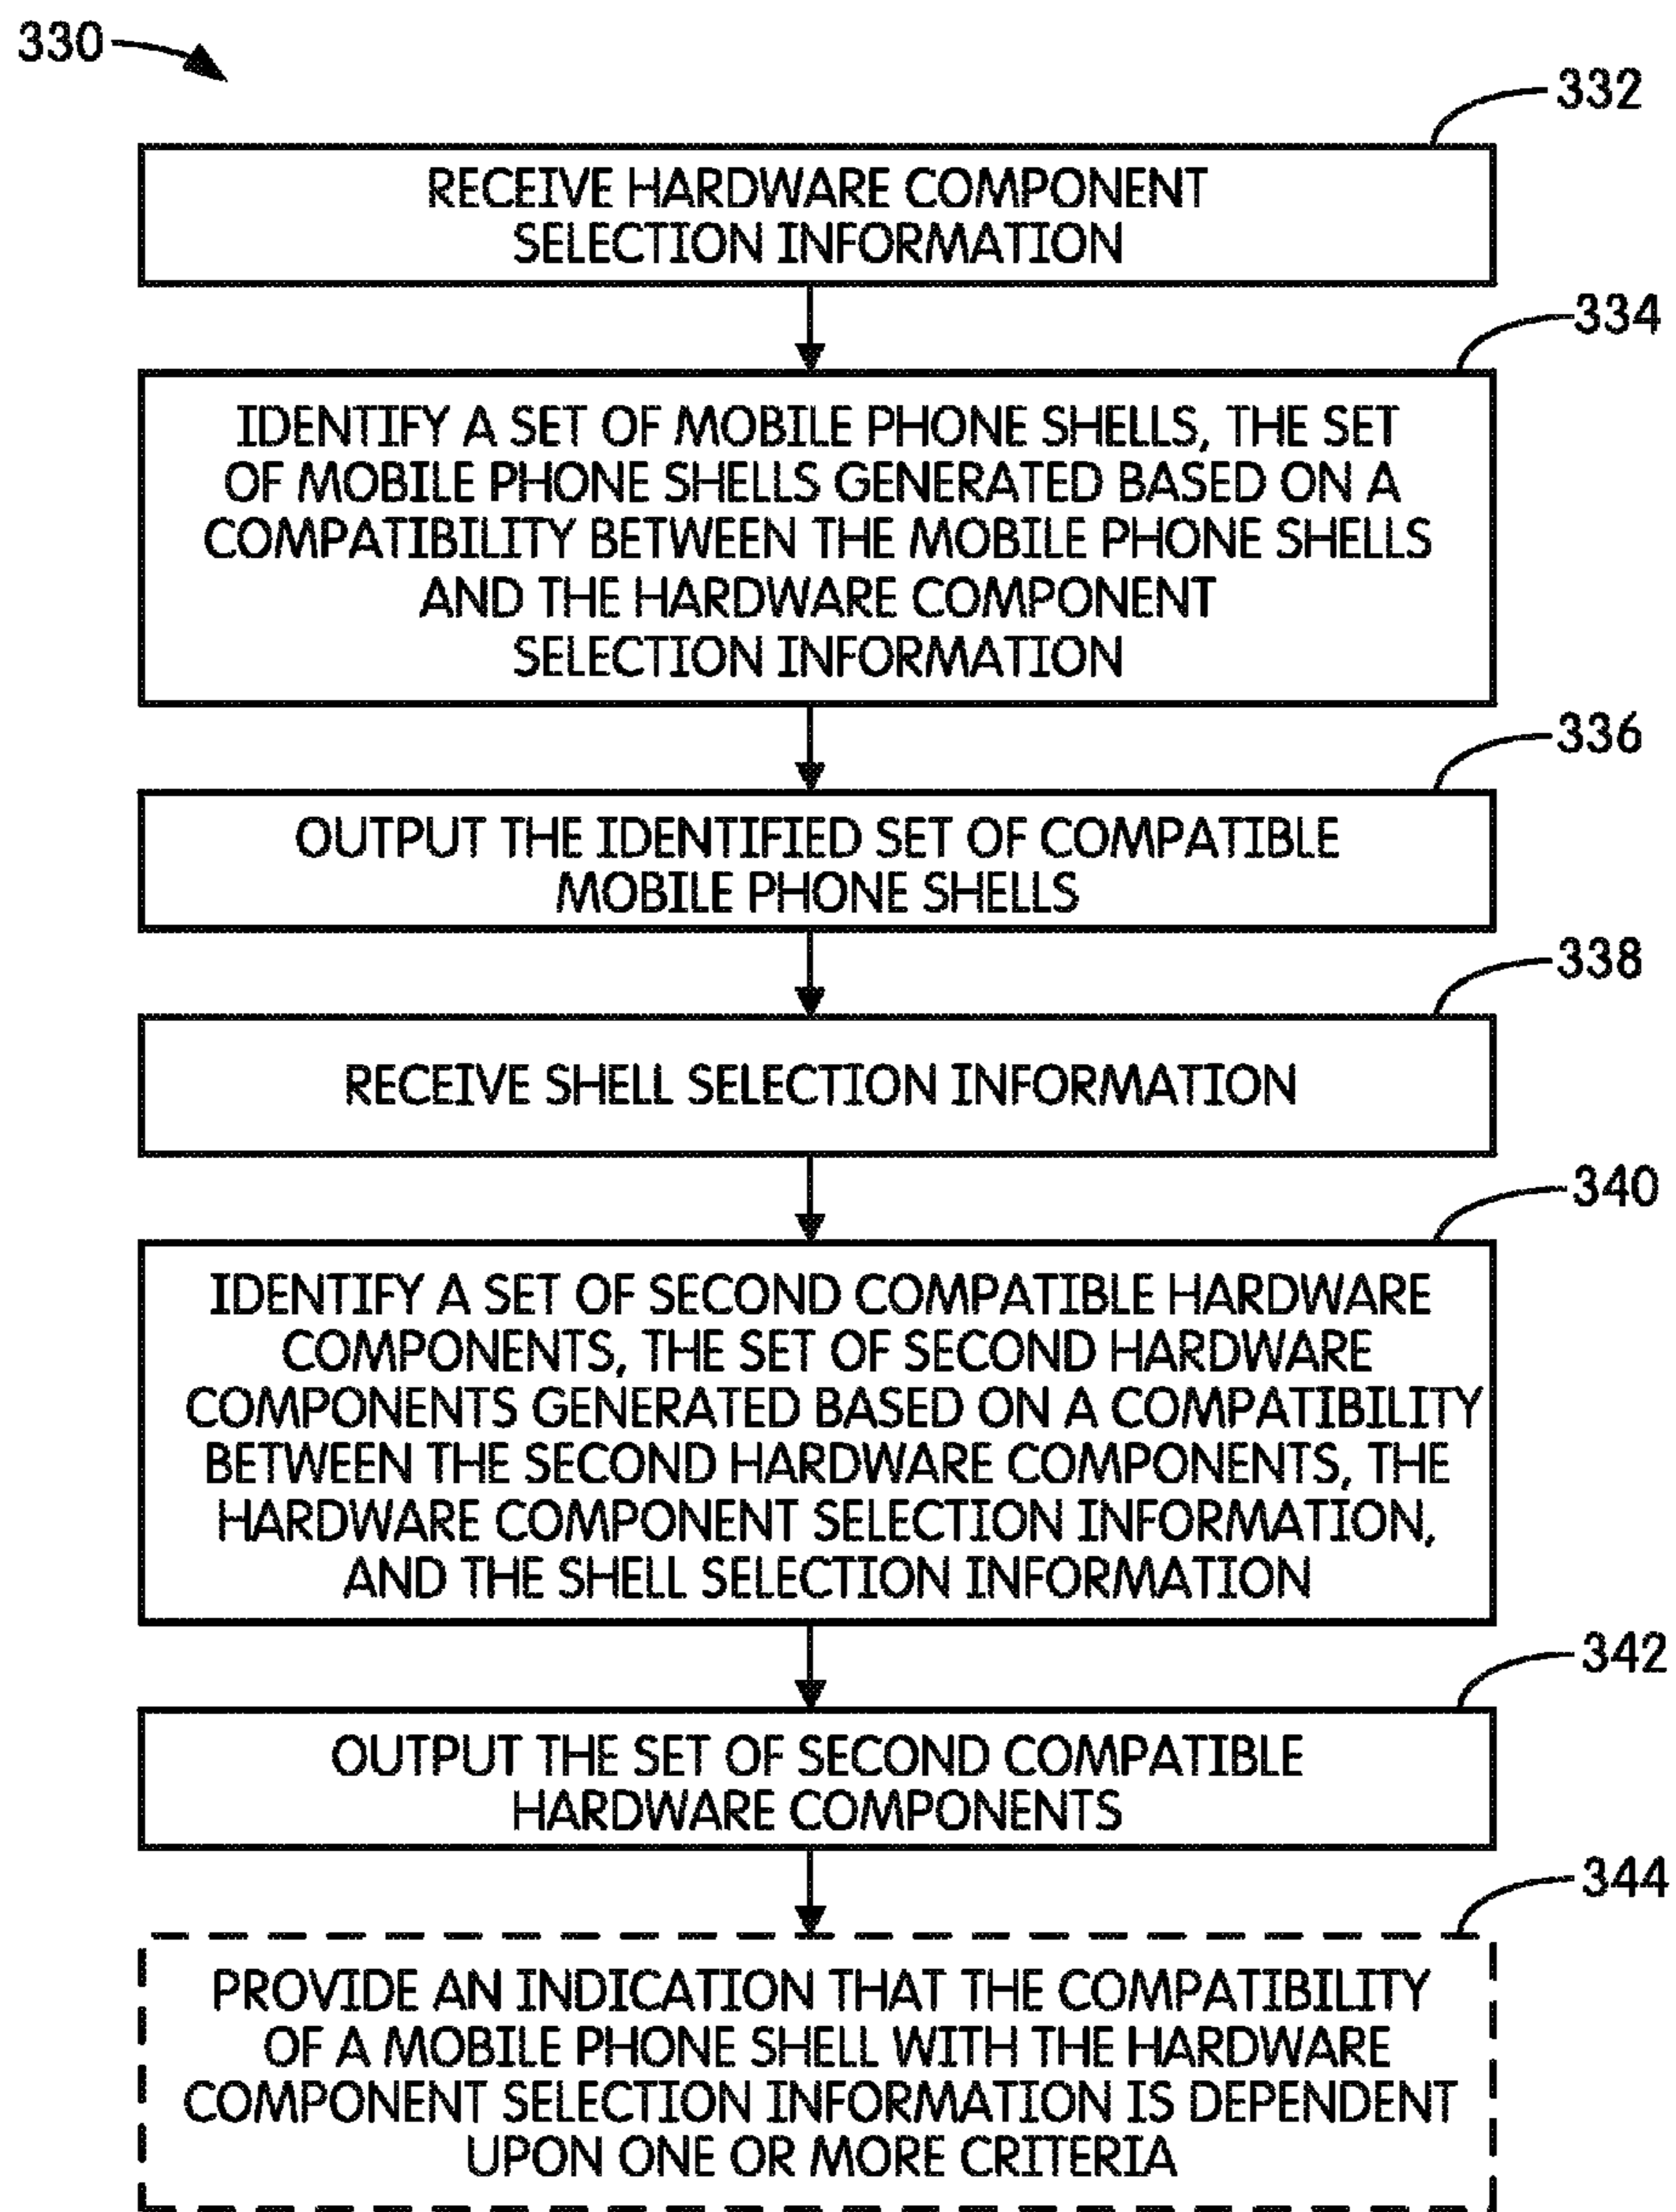 330
332
RECEIVE HARDWARE COMPONENT
SELECTION INFORMATION
334
IDENTIFY A SET OF MOBILE PHONE SHELLS, THE SET
OF MOBILE PHONE SHELLS GENERATED BASED ON A
COMPATIBILITY BETWEEN THE MOBILE PHONE SHELLS
AND THE HARDWARE COMPONENT
SELECTION INFORMATION
336
OUTPUT THE IDENTIFIED SET OF COMPATIBLE
MOBILE PHONE SHELLS
338
RECEIVE SHELL SELECTION INFORMATION
340
IDENTIFY A SET OF SECOND COMPATIBLE HARDWARE
COMPONENTS, THE SET OF SECOND HARDWARE
COMPONENTS GENERATED BASED ON A COMPATIBILITY
BETWEEN THE SECOND HARDWARE COMPONENTS, THE
HARDWARE COMPONENT SELECTION INFORMATION,
AND THE SHELL SELECTION INFORMATION
342
OUTPUT THE SET OF SECOND COMPATIBLE
HARDWARE COMPONENTS
344
PROVIDE AN INDICATION THAT THE COMPATIBILITY
OF A MOBILE PHONE SHELL WITH THE HARDWARE
COMPONENT SELECTION INFORMATION IS DEPENDENT
UPON ONE OR MORE CRITERIA